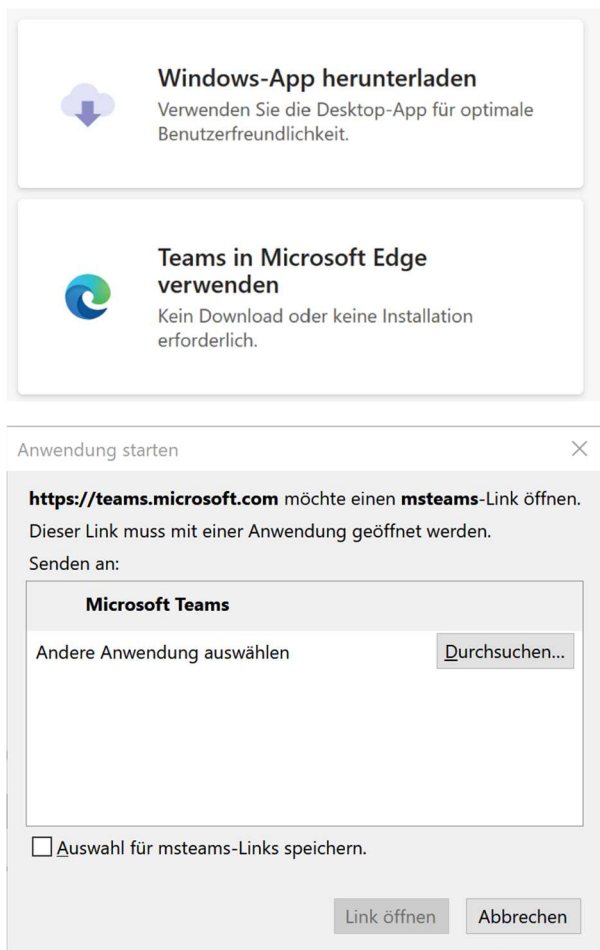 Windows-App herunterladen
Verwenden Sie die Desktop-App für optimale
Benutzerfreundlichkeit.
Teams in Microsoft Edge
verwenden
Kein Download oder keine Installation
erforderlich.
Anwendung starten
https://teams.microsoft.com möchte einen msteams-Link öffnen.
Dieser Link muss mit einer Anwendung geöffnet werden.
Senden an:
Microsoft Teams
Andere Anwendung auswählen Durchsuchen...
Auswahl für msteams-Links speichern.
Link öffnen Abbrechen